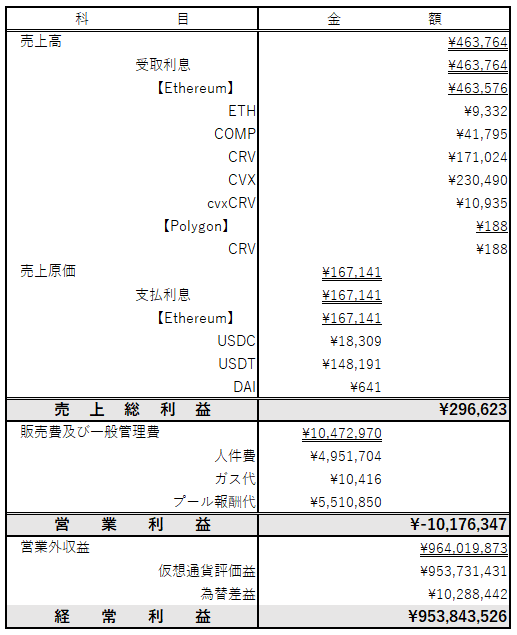 科 目 金 額
売上高 ¥463,764
受取利息 ¥463,764
【Ethereum】 ¥463,576
ETH ¥9,332
COMP ¥41,795
CRV ¥171,024
CVX ¥230,490
cvxCRV ¥10,935
【Polygon】 ¥188
CRV ¥188
売上原価 ¥167,141
支払利息 ¥167,141
【Ethereum】 ¥167,141
USDC ¥18,309
USDT ¥148,191
DAI ¥641
売 上 総 利 益 ¥296,623
販売費及び一般管理費 ¥10,472,970
人件費 ¥4,951,704
ガス代 ¥10,416
プール報酬代 ¥5,510,850
営 業 利 益 ¥-10,176,347
営業外収益 ¥964,019,873
仮想通貨評価益 ¥953,731,431
為替差益 ¥10,288,442
経 常 利 益 ¥953,843,526